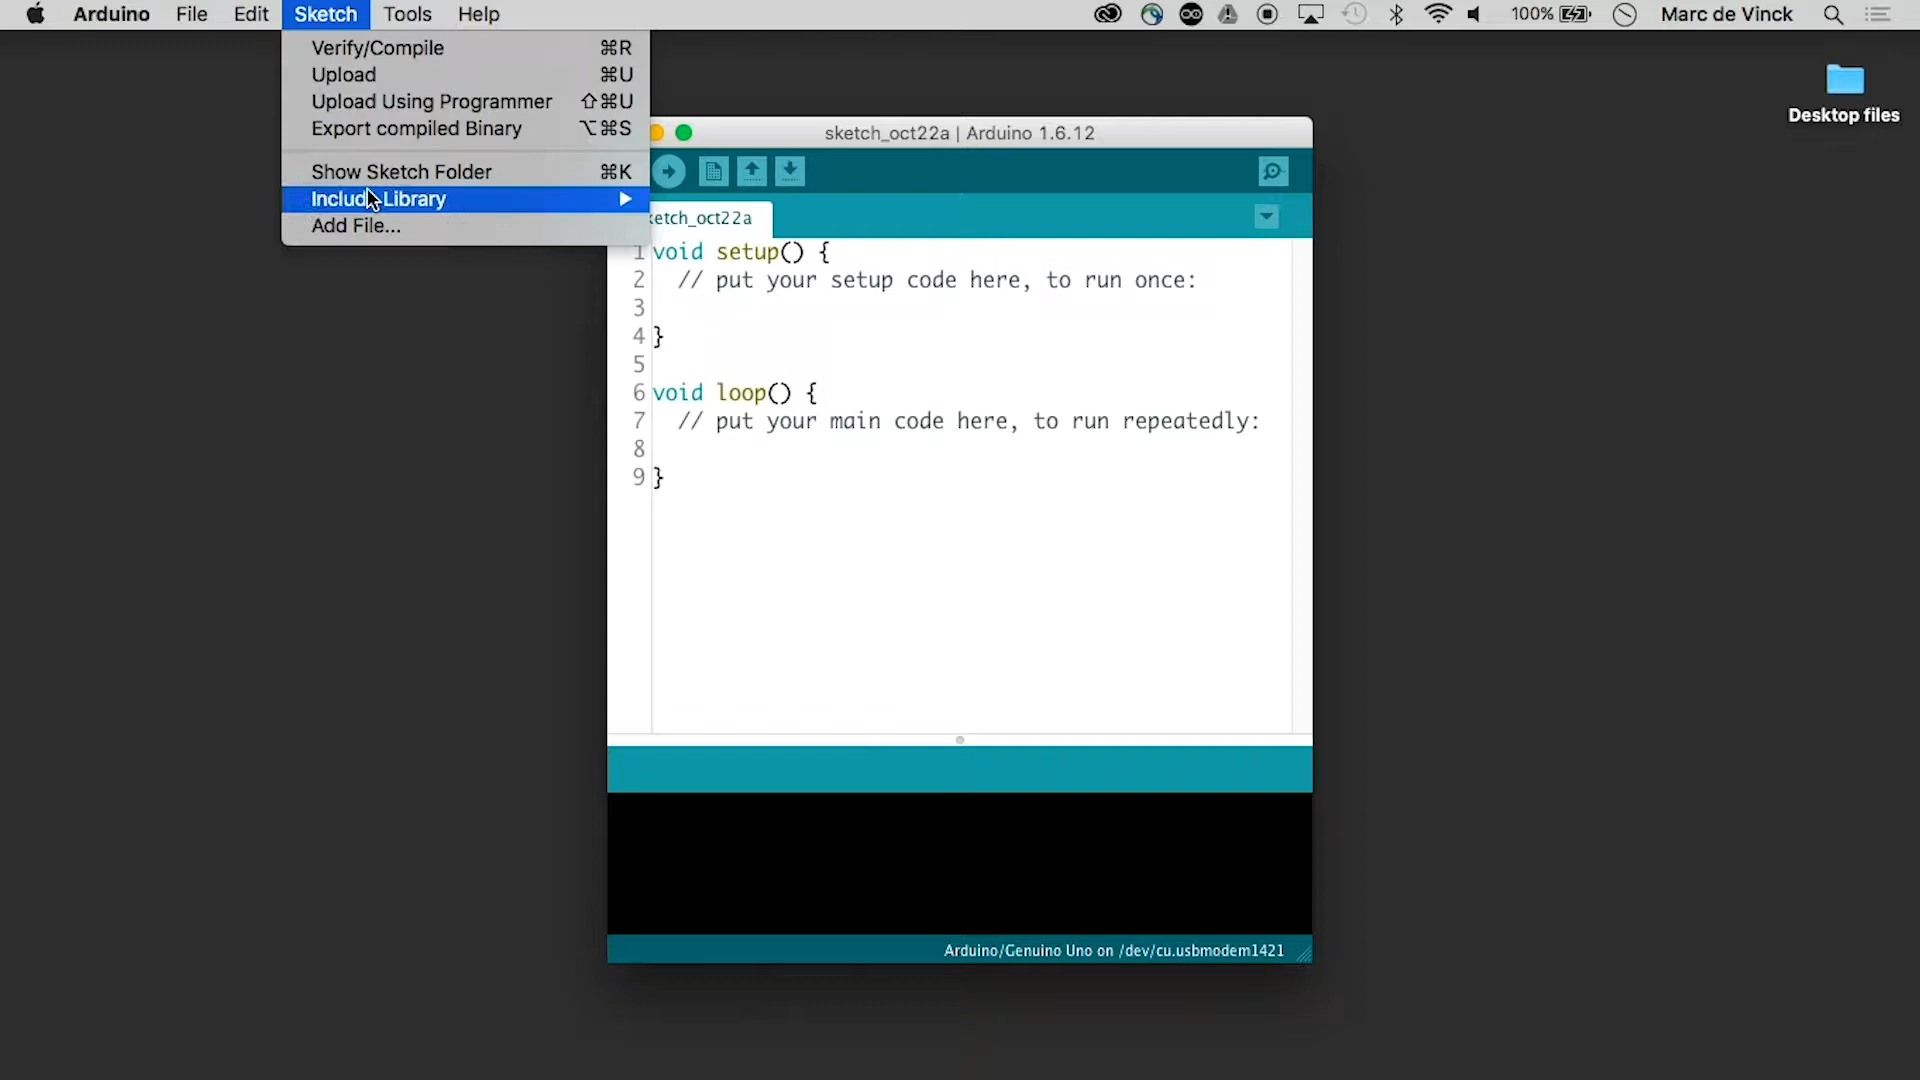 Arduino File Edit Sketch Tools Help 100% Marc de Vinck
Verify/Compile ⌘R
Upload ⌘U
Upload Using Programmer ⇧⌘U
Export compiled Binary ⌥⌘S
Show Sketch Folder ⌘K
Include Library
Add File...
Desktop files
sketch_oct22a | Arduino 1.6.12
ketch_oct22a
1 void setup() {
2 // put your setup code here, to run once:
3
4 }
5
6 void loop() {
7 // put your main code here, to run repeatedly:
8
9 }
Arduino/Genuino Uno on /dev/cu.usbmodem1421